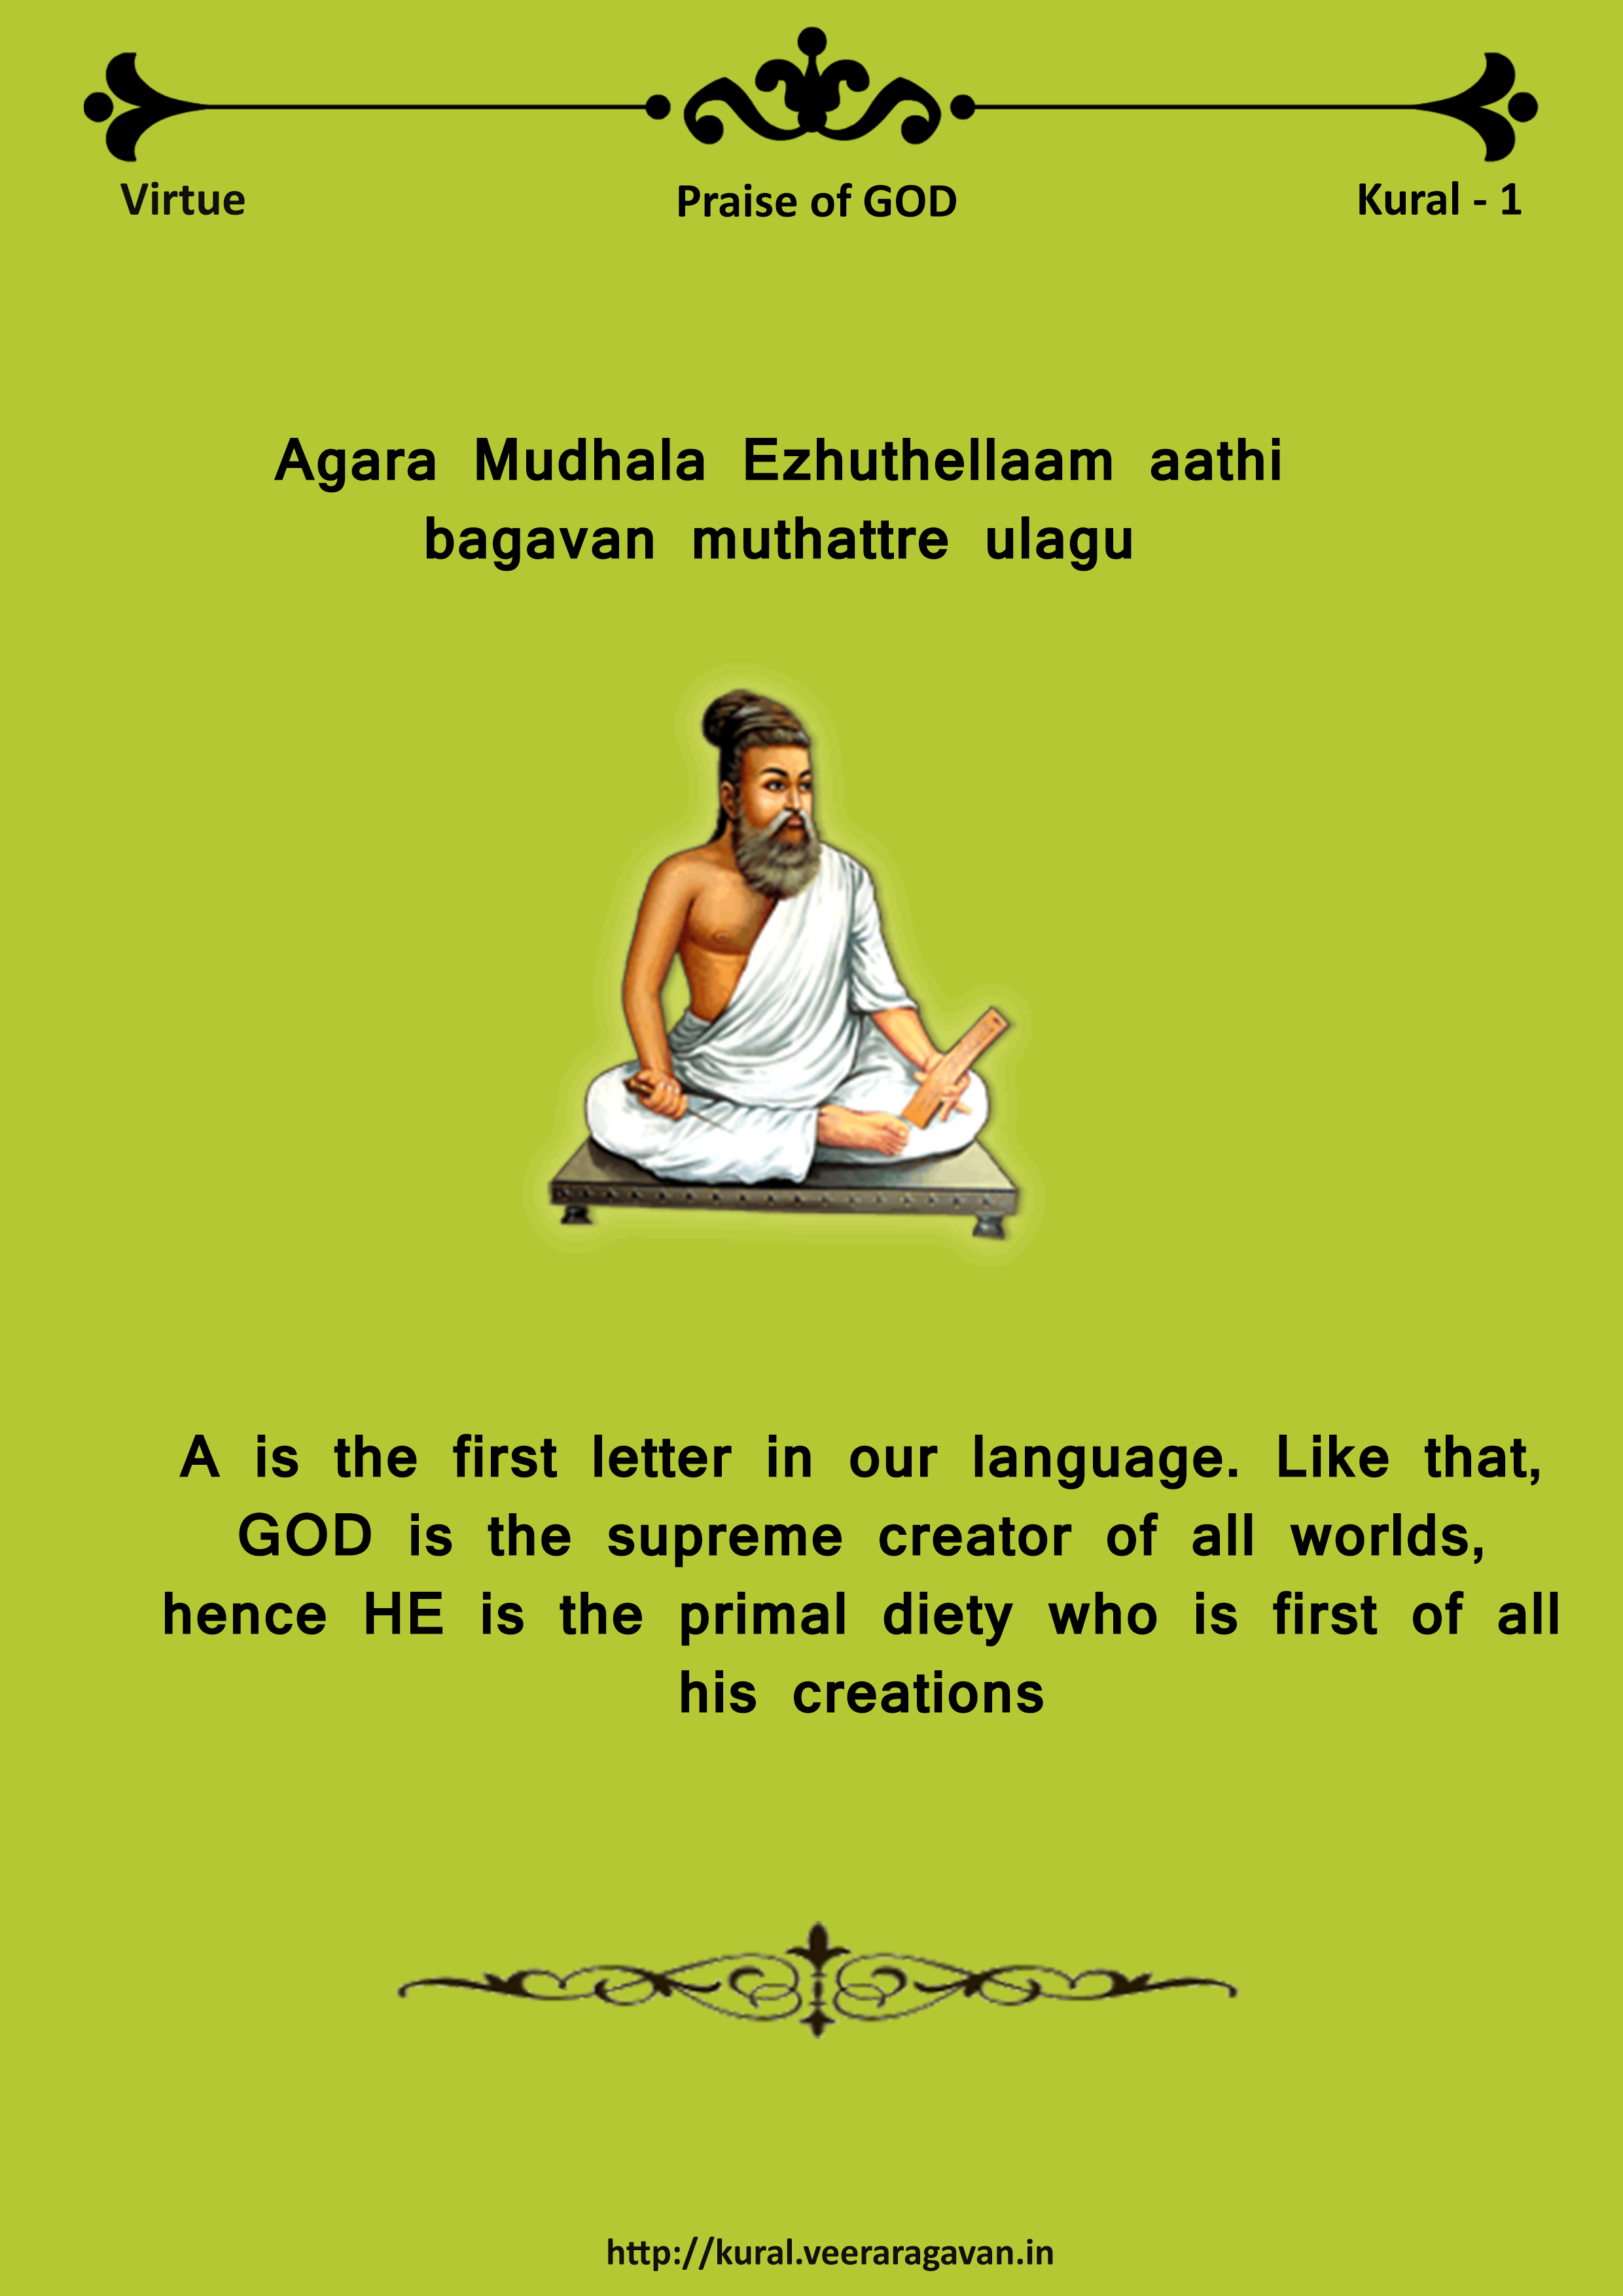 Virtue
Praise of GOD
Kural - 1
Agara Mudhala Ezhuthellaam aathi
bagavan muthattre ulagu
A is the first letter in our language. Like that,
GOD is the supreme creator of all worlds,
hence HE is the primal diety who is first of all
his creations
http://kural.veeraragavan.in